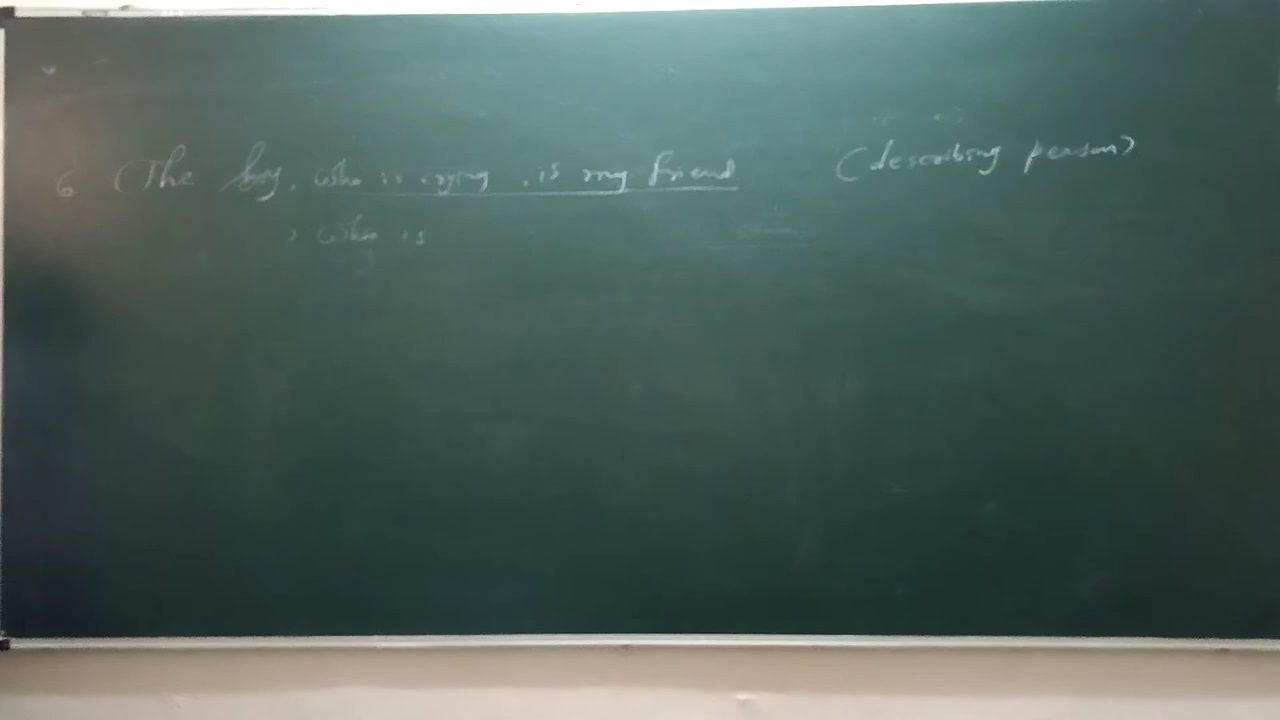 6 (The boy, who is crying, is my friend (describing person)
, who is